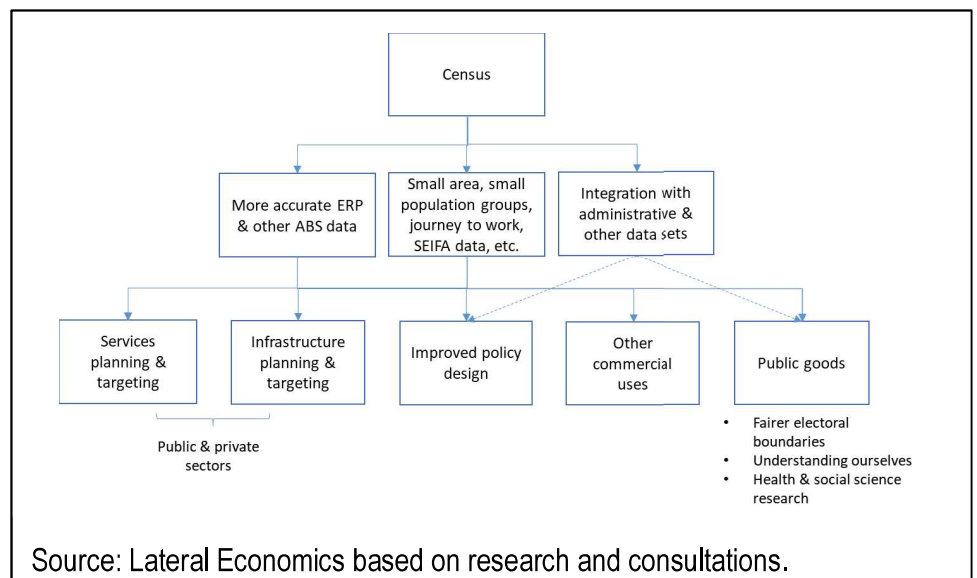 Census
More accurate ERP
& other ABS data
Small area, small
population groups,
journey to work,
SEIFA data, etc.
Integration with
administrative &
other data sets
Services
planning &
targeting
Infrastructure
planning &
targeting
Improved policy
design
Other
commercial
uses
Public goods
Public & private
sectors
• Fairer electoral
boundaries
• Understanding ourselves
• Health & social science
research
Source: Lateral Economics based on research and consultations.